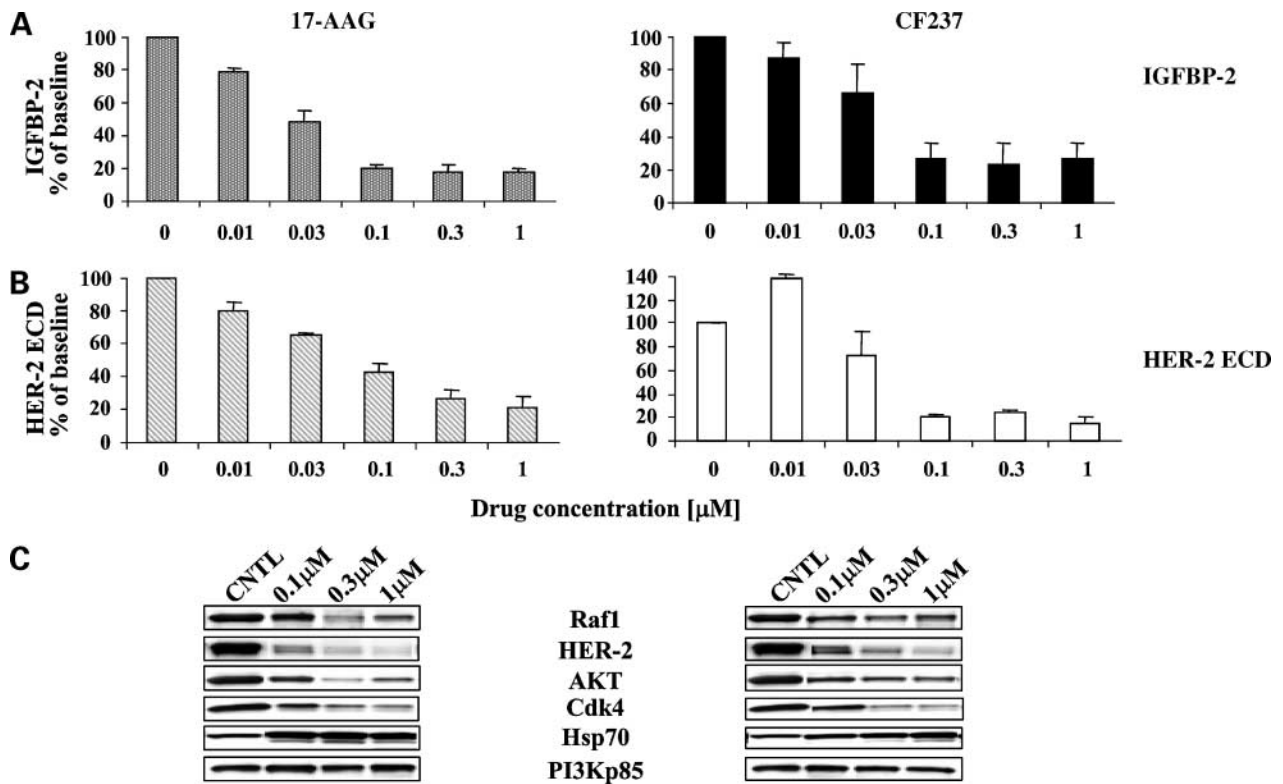 A
17-AAG
CF237
IGFBP-2
% of baseline
100
80
60
40
20
0
0 0.01 0.03 0.1 0.3 1
100
80
60
40
20
0
0 0.01 0.03 0.1 0.3 1
IGFBP-2
B
HER-2 ECD
% of baseline
100
80
60
40
20
0
0 0.01 0.03 0.1 0.3 1
140
120
100
80
60
40
20
0
0 0.01 0.03 0.1 0.3 1
HER-2 ECD
Drug concentration [μM]
C
CNTL 0.1μM 0.3μM 1μM
CNTL 0.1μM 0.3μM 1μM
Raf1
HER-2
AKT
Cdk4
Hsp70
PI3Kp85